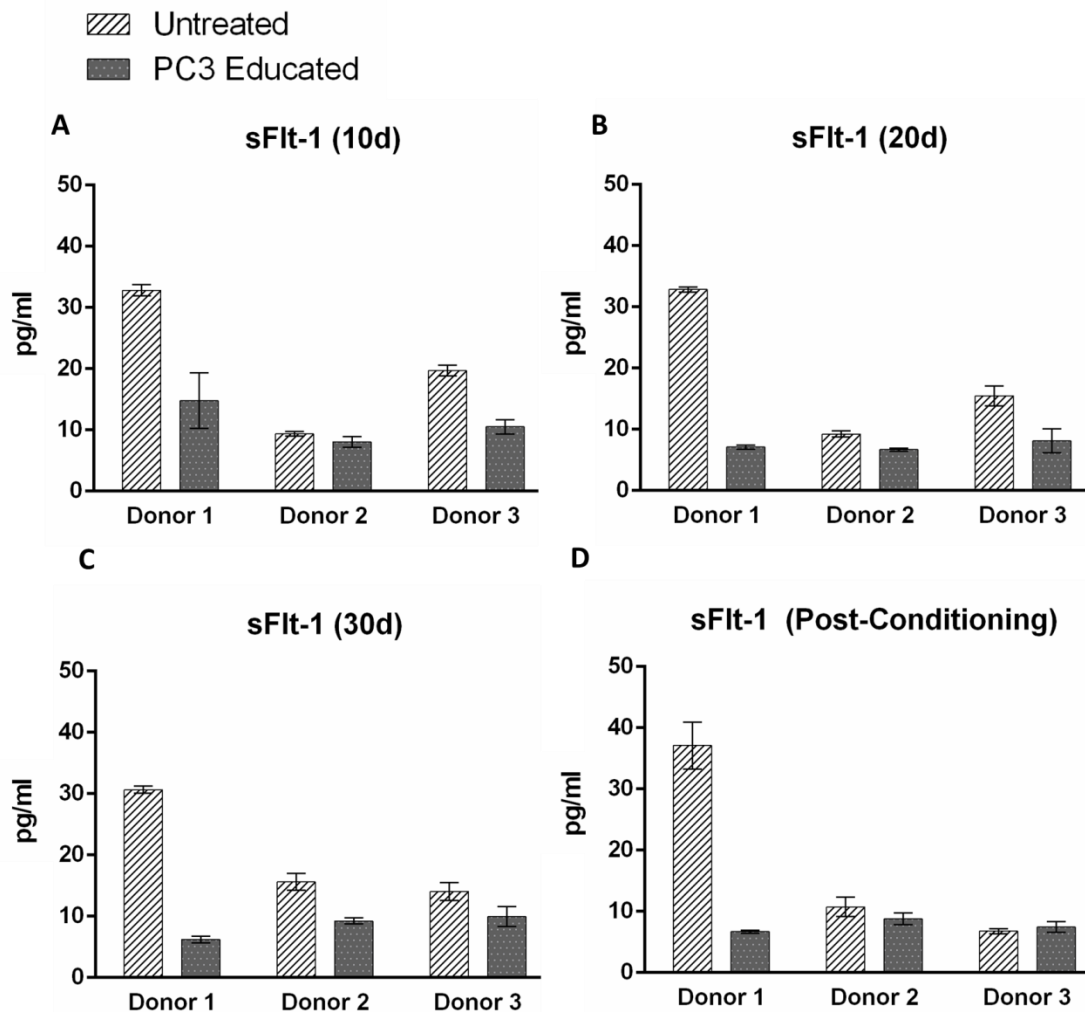 Untreated
PC3 Educated
A
sFlt-1 (10d)
50
40
30
20
10
0
pg/ml
Donor 1 Donor 2 Donor 3
B
sFlt-1 (20d)
50
40
30
20
10
0
pg/ml
Donor 1 Donor 2 Donor 3
C
sFlt-1 (30d)
50
40
30
20
10
0
pg/ml
Donor 1 Donor 2 Donor 3
D
sFlt-1 (Post-Conditioning)
50
40
30
20
10
0
pg/ml
Donor 1 Donor 2 Donor 3